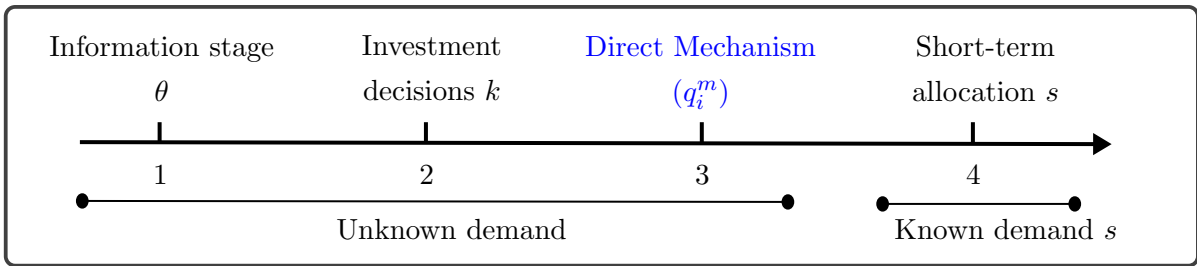 Information stage Investment Direct Mechanism Short-term
θ decisions k (q_i^m) allocation s
1 2 3 4
Unknown demand Known demand s